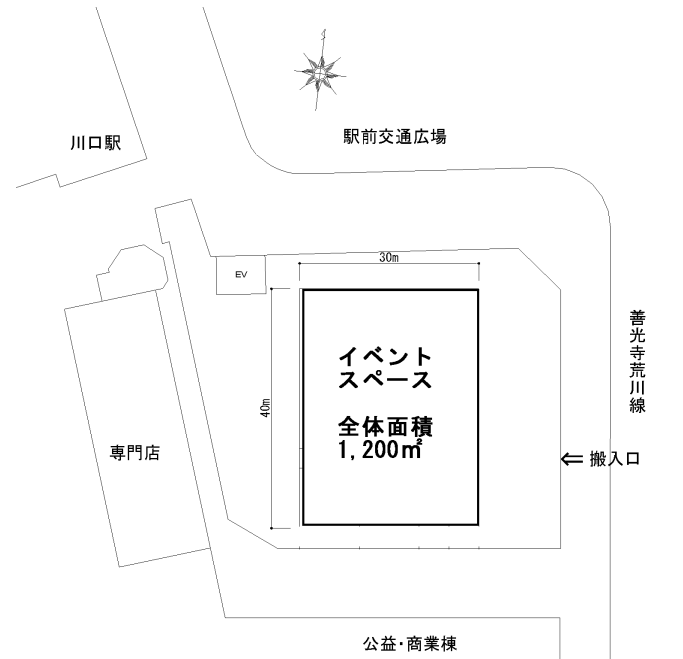 川口駅
駅前交通広場
30m
EV
イベント
スペース
全体面積
1,200㎡
40m
善光寺荒川線
専門店
⇐ 搬入口
公益・商業棟